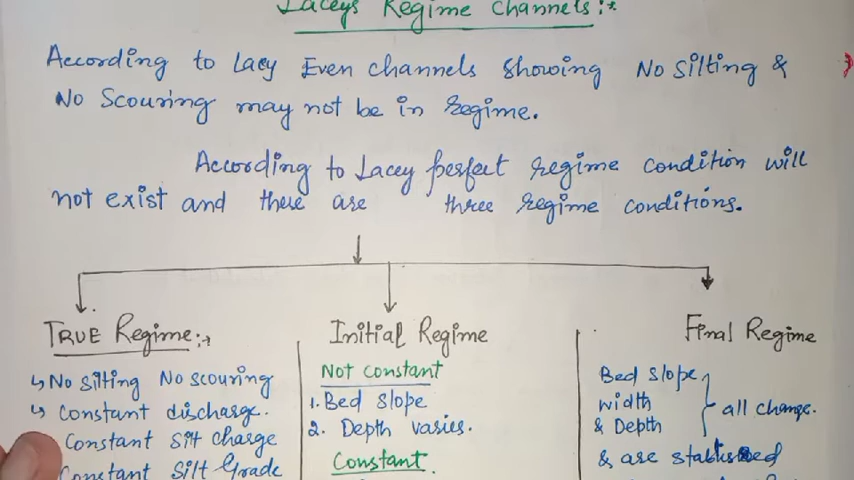 Laceys Regime Channels:-
According to Lacy Even channels showing No Silting &
No Scouring may not be in regime.
According to Lacey perfect regime condition will
not exist and there are three regime conditions.
TRUE Regime:-
↳ No silting No scouring
↳ Constant discharge.
Constant Silt charge
Constant Silt Grade
Initial Regime
Not constant
1. Bed slope
2. Depth varies.
Constant
Final Regime
Bed slope
width
& Depth
all change.
& are